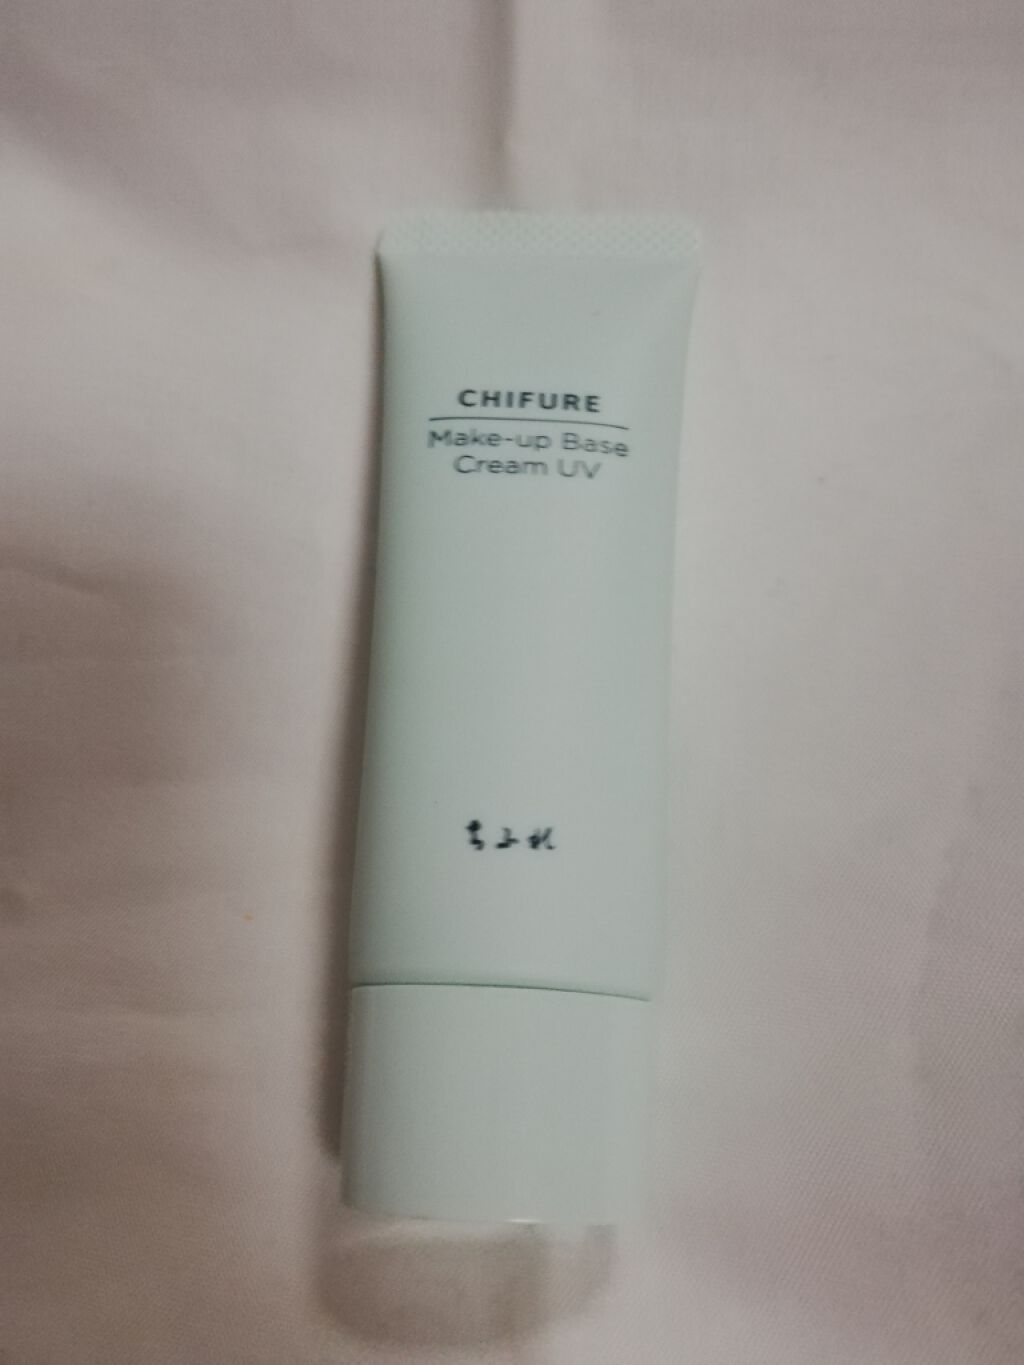 CHIFURE
Make-up Base
Cream UV
ちふれ